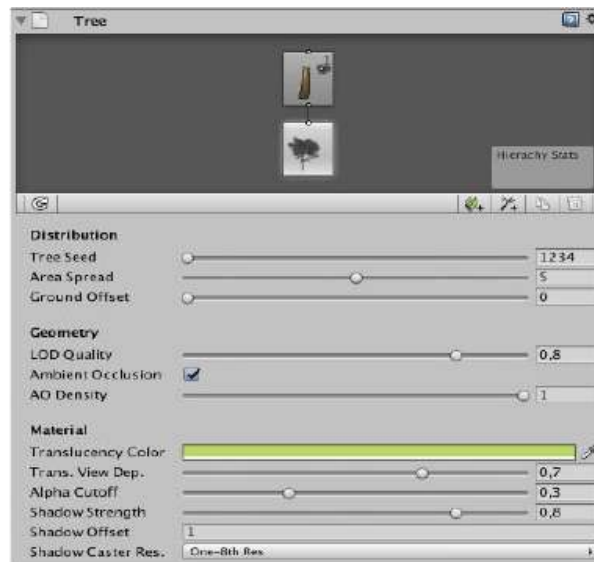 Tree
Hierachy Stats
Distribution
Tree Seed 1234
Area Spread 5
Ground Offset 0
Geometry
LOD Quality 0,8
Ambient Occlusion
AO Density 1
Material
Translucency Color
Trans. View Dep. 0,7
Alpha Cutoff 0,3
Shadow Strength 0,8
Shadow Offset 1
Shadow Caster Res. One-8th Res